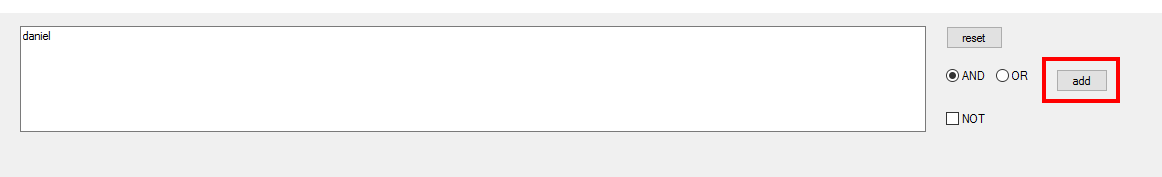 daniel
reset
AND OR
add
NOT